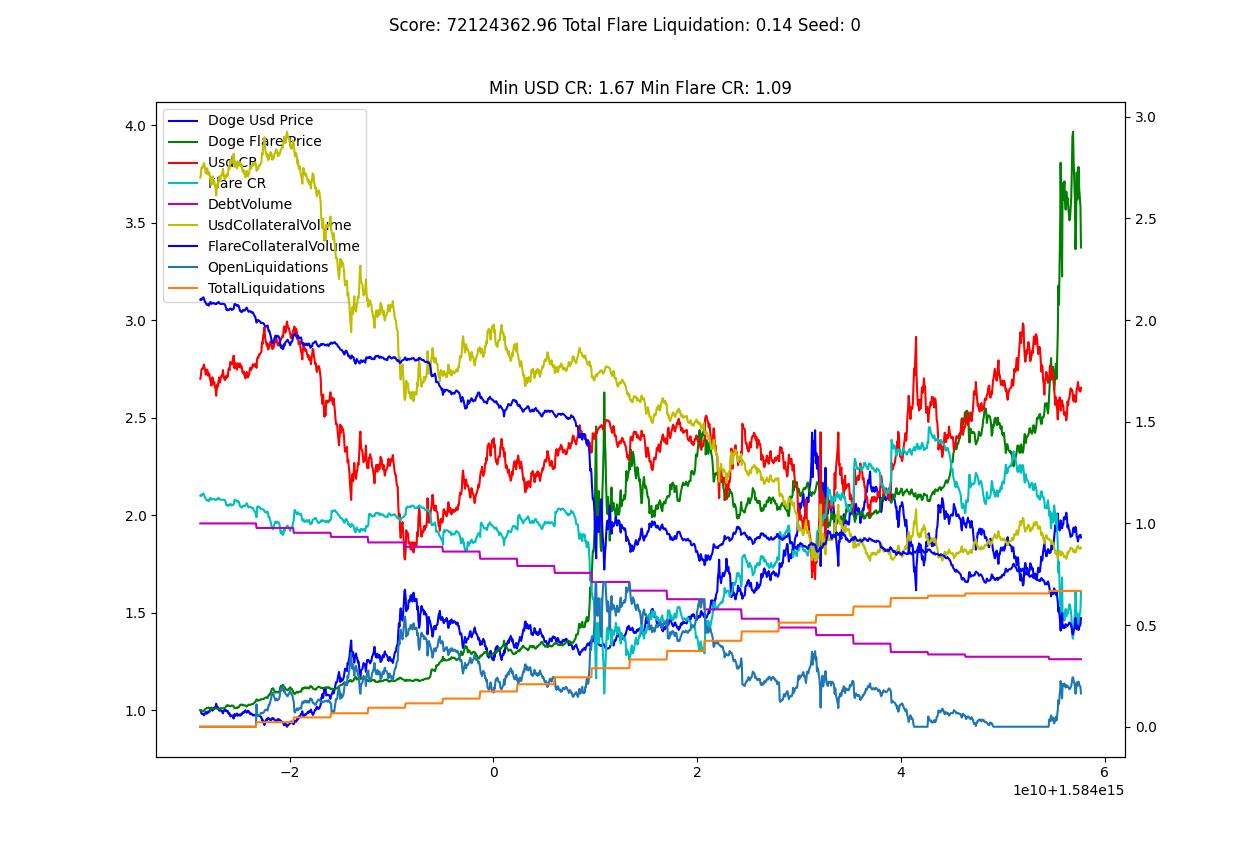 Score: 72124362.96 Total Flare Liquidation: 0.14 Seed: 0
Min USD CR: 1.67 Min Flare CR: 1.09
Doge Usd Price
Doge Flare Price
Usd CR
Flare CR
DebtVolume
UsdCollateralVolume
FlareCollateralVolume
OpenLiquidations
TotalLiquidations
4.0
3.5
3.0
2.5
2.0
1.5
1.0
3.0
2.5
2.0
1.5
1.0
0.5
0.0
−2
0
2
4
6
1e10+1.584e15